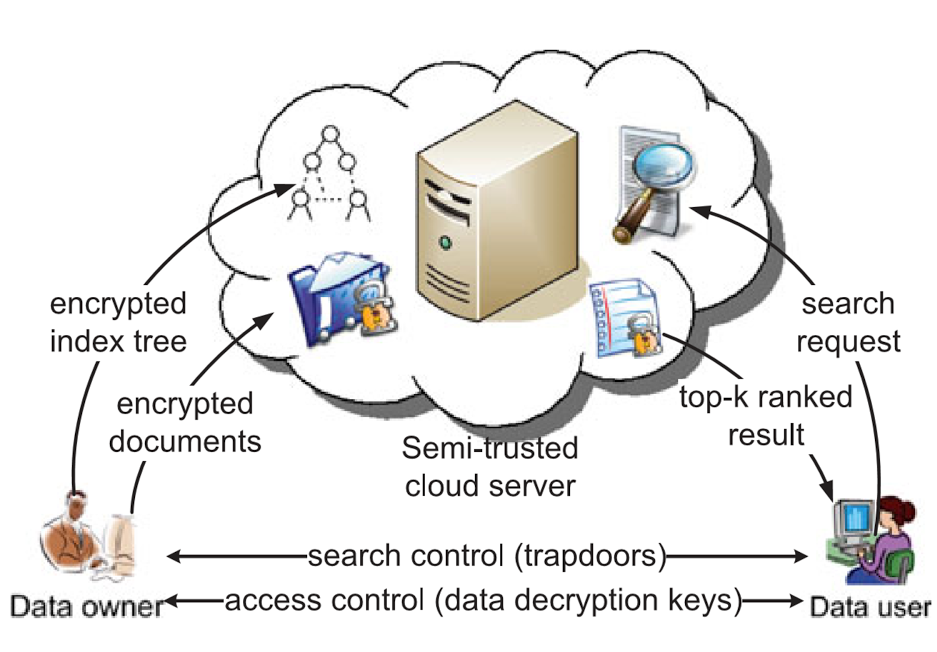 encrypted
index tree
encrypted
documents
search
request
top-k ranked
result
Semi-trusted
cloud server
search control (trapdoors)
access control (data decryption keys)
Data owner
Data user